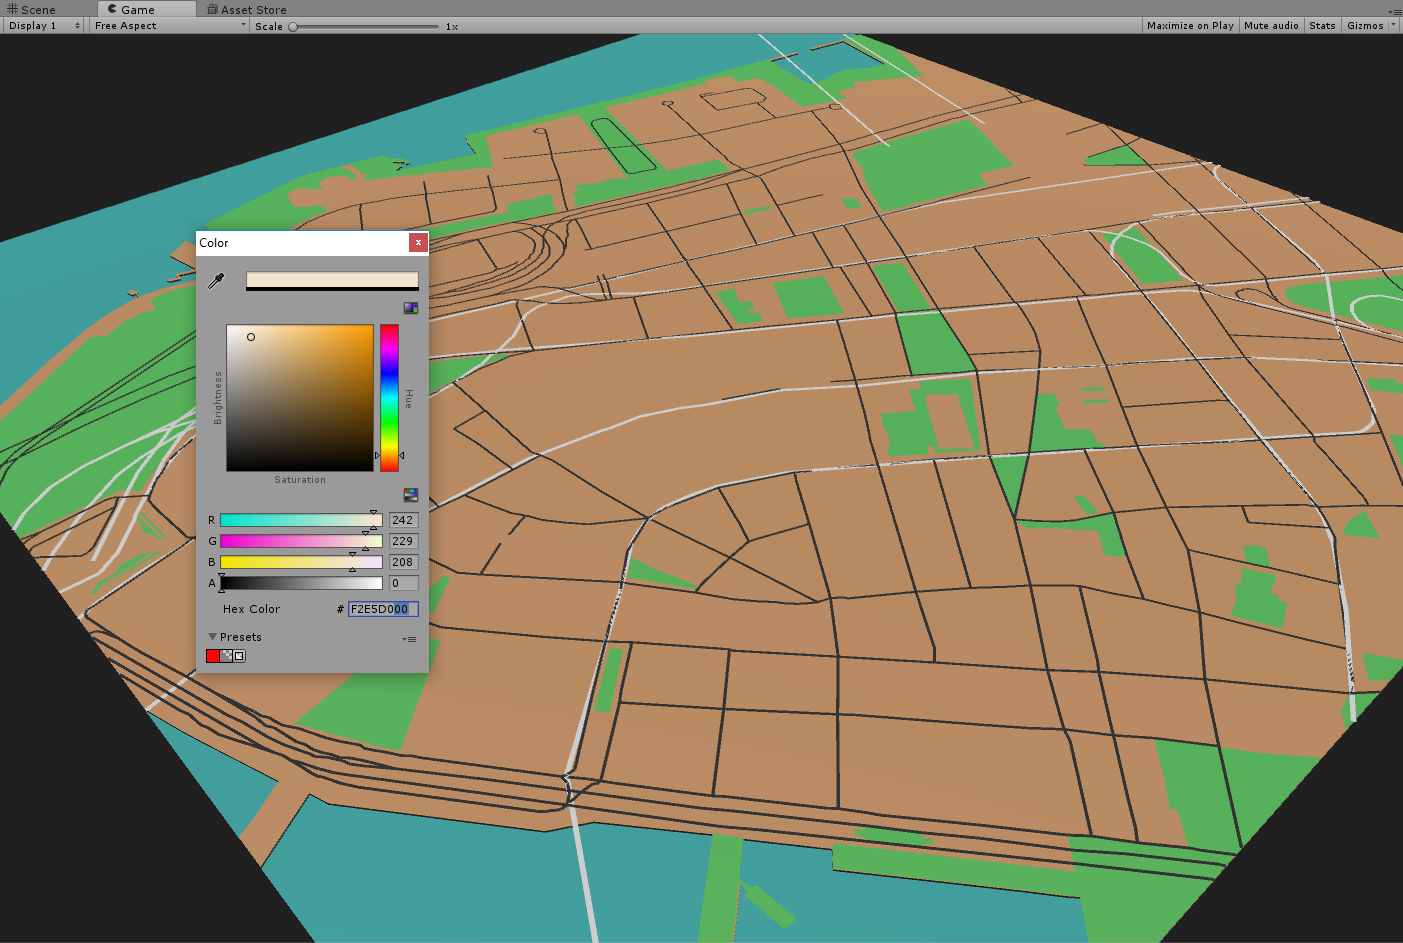 Scene Game Asset Store
Display 1 Free Aspect Scale 1x Maximize on Play Mute audio Stats Gizmos
Color x
Brightness
Hue
Saturation
R 242
G 229
B 208
A 0
Hex Color # F2E5D000
Presets